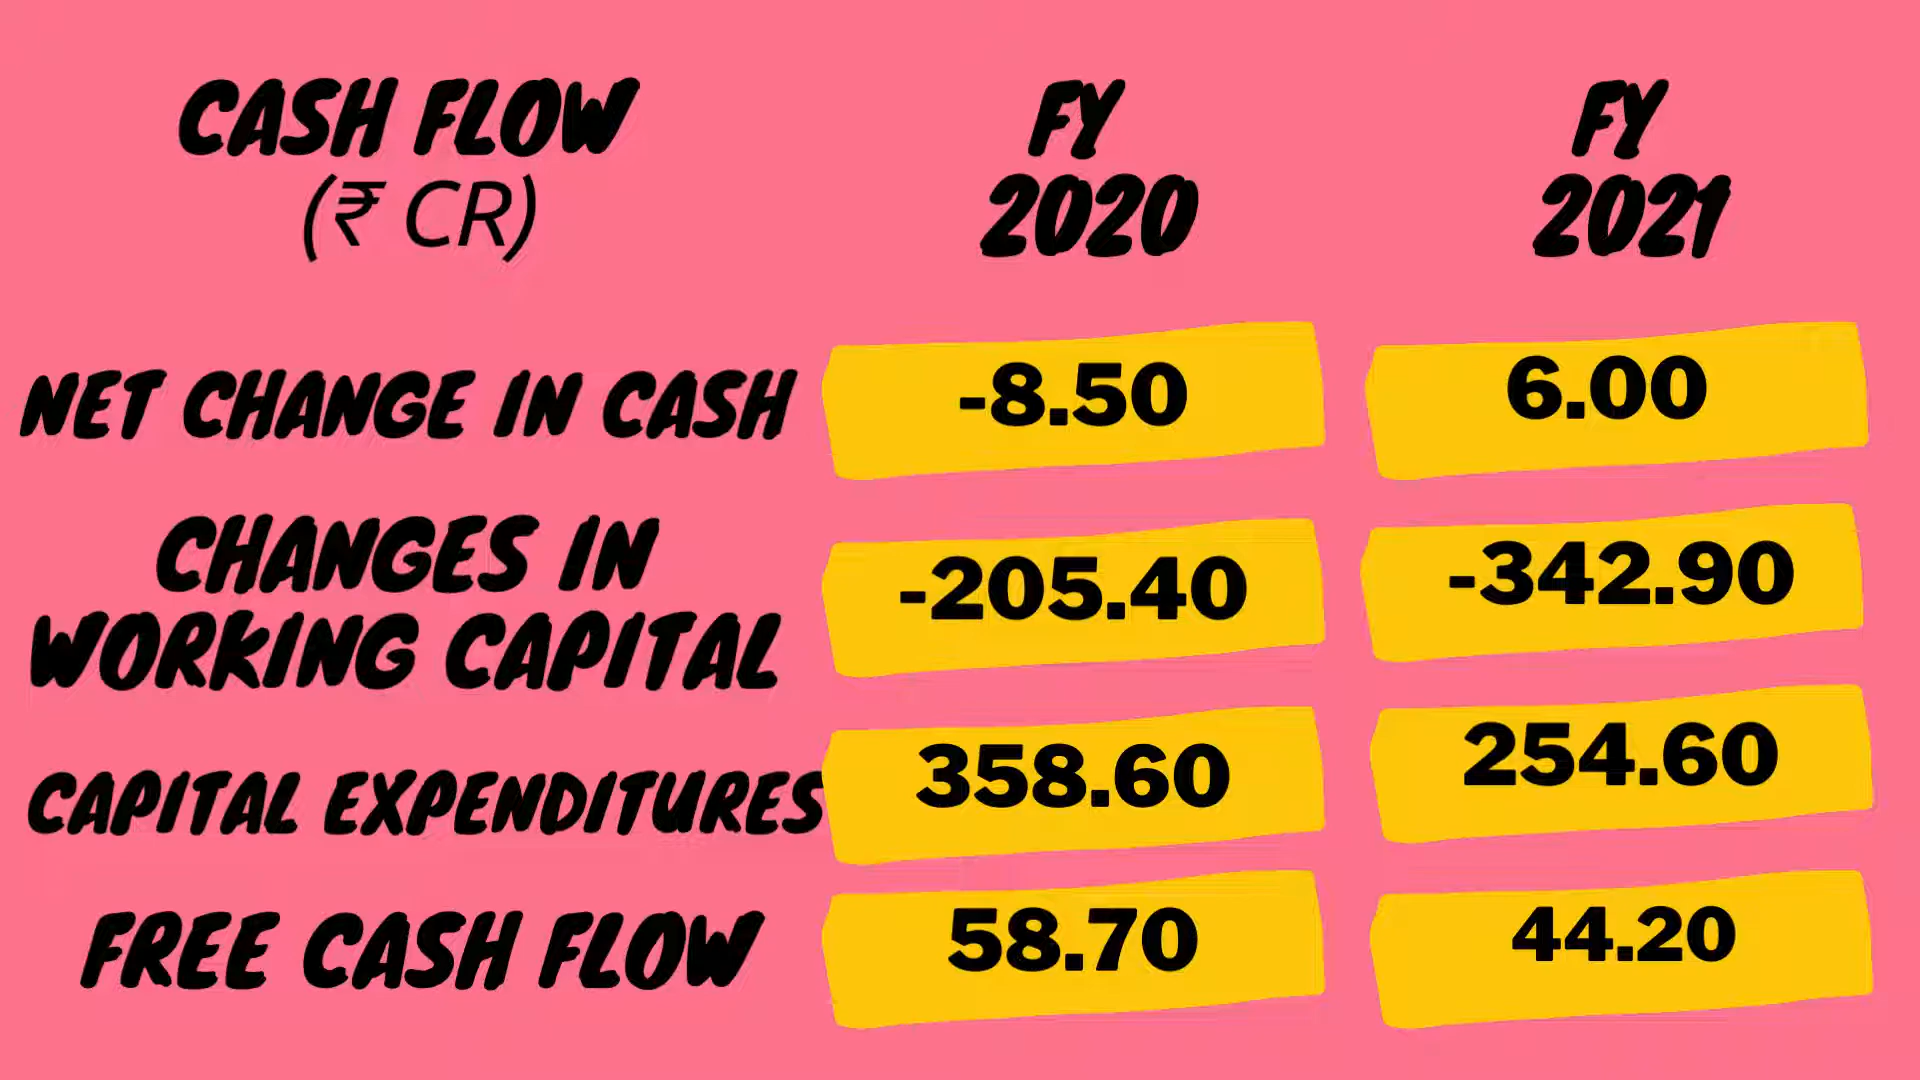 CASH FLOW FY FY
(₹ CR) 2020 2021
NET CHANGE IN CASH -8.50 6.00
CHANGES IN
WORKING CAPITAL -205.40 -342.90
CAPITAL EXPENDITURES 358.60 254.60
FREE CASH FLOW 58.70 44.20